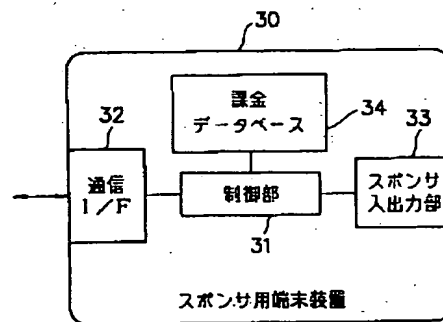 30
課金
データベース
34
32
通信
I/F
制御部
31
33
スポンサ
入出力部
スポンサ用端末装置